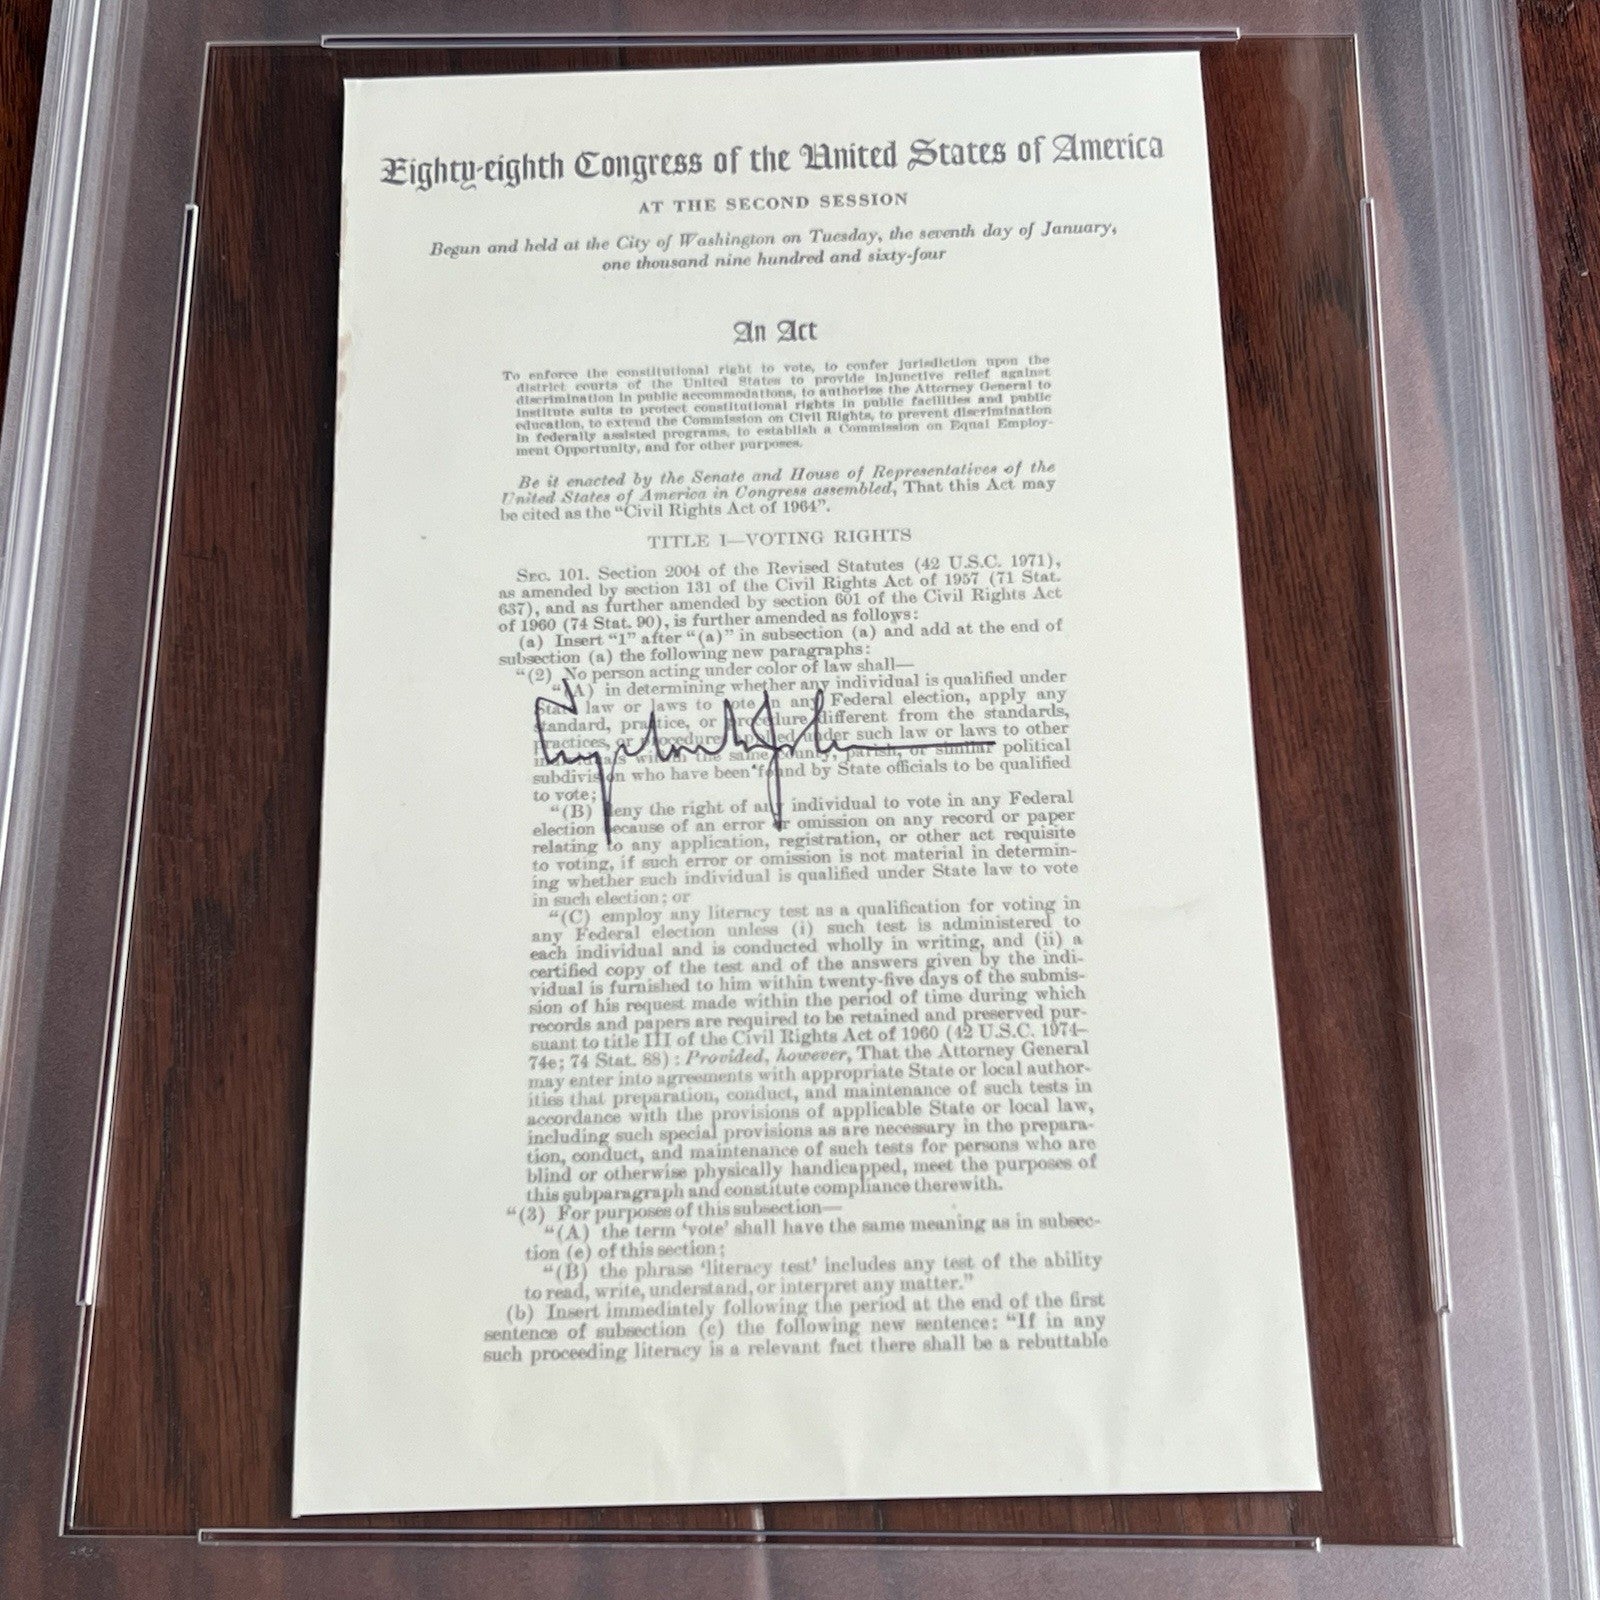 Eighty-eighth Congress of the United States of America
AT THE SECOND SESSION
Begun and held at the City of Washington on Tuesday, the seventh day of January,
one thousand nine hundred and sixty-four
An Act
To enforce the constitutional right to vote, to confer jurisdiction upon the
district courts of the United States to provide injunctive relief against
discrimination in public accommodations, to authorize the Attorney General to
institute suits to protect constitutional rights in public facilities and public
education, to extend the Commission on Civil Rights, to prevent discrimination
in federally assisted programs, to establish a Commission on Equal Employ-
ment Opportunity, and for other purposes.
Be it enacted by the Senate and House of Representatives of the
United States of America in Congress assembled, That this Act may
be cited as the “Civil Rights Act of 1964”.
TITLE I—VOTING RIGHTS
SEC. 101. Section 2004 of the Revised Statutes (42 U.S.C. 1971),
as amended by section 131 of the Civil Rights Act of 1957 (71 Stat.
637), and as further amended by section 601 of the Civil Rights Act
of 1960 (74 Stat. 90), is further amended as follows:
(a) Insert “1” after “(a)” in subsection (a) and add at the end of
subsection (a) the following new paragraphs:
“(2) No person acting under color of law shall—
“(A) in determining whether any individual is qualified under
State law or laws to vote in any Federal election, apply any
standard, practice, or procedure different from the standards,
practices, or procedures applied under such law or laws to other
individuals within the same county, parish, or similar political
subdivision who have been found by State officials to be qualified
to vote;
“(B) deny the right of any individual to vote in any Federal
election because of an error or omission on any record or paper
relating to any application, registration, or other act requisite
to voting, if such error or omission is not material in determin-
ing whether such individual is qualified under State law to vote
in such election; or
“(C) employ any literacy test as a qualification for voting in
any Federal election unless (i) such test is administered to
each individual and is conducted wholly in writing, and (ii) a
certified copy of the test and of the answers given by the indi-
vidual is furnished to him within twenty-five days of the submis-
sion of his request made within the period of time during which
records and papers are required to be retained and preserved pur-
suant to title III of the Civil Rights Act of 1960 (42 U.S.C. 1974–
74e; 74 Stat. 88): Provided, however, That the Attorney General
may enter into agreements with appropriate State or local author-
ities that preparation, conduct, and maintenance of such tests in
accordance with the provisions of applicable State or local law,
including such special provisions as are necessary in the prepara-
tion, conduct, and maintenance of such tests for persons who are
blind or otherwise physically handicapped, meet the purposes of
this subparagraph and constitute compliance therewith.
“(3) For purposes of this subsection—
“(A) the term ‘vote’ shall have the same meaning as in subsec-
tion (e) of this section;
“(B) the phrase ‘literacy test’ includes any test of the ability
to read, write, understand, or interpret any matter.”
(b) Insert immediately following the period at the end of the first
sentence of subsection (c) the following new sentence: “If in any
such proceeding literacy is a relevant fact there shall be a rebuttable